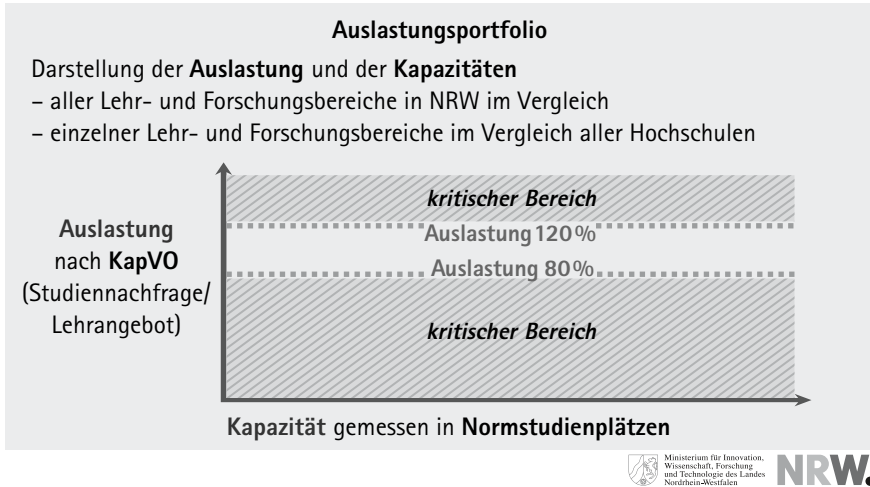 Auslastungsportfolio
Darstellung der Auslastung und der Kapazitäten
– aller Lehr- und Forschungsbereiche in NRW im Vergleich
– einzelner Lehr- und Forschungsbereiche im Vergleich aller Hochschulen
kritischer Bereich
Auslastung 120%
Auslastung 80%
kritischer Bereich
Auslastung
nach KapVO
(Studiennachfrage/
Lehrangebot)
Kapazität gemessen in Normstudienplätzen
Ministerium für Innovation,
Wissenschaft, Forschung
und Technologie des Landes
Nordrhein-Westfalen
NRW.